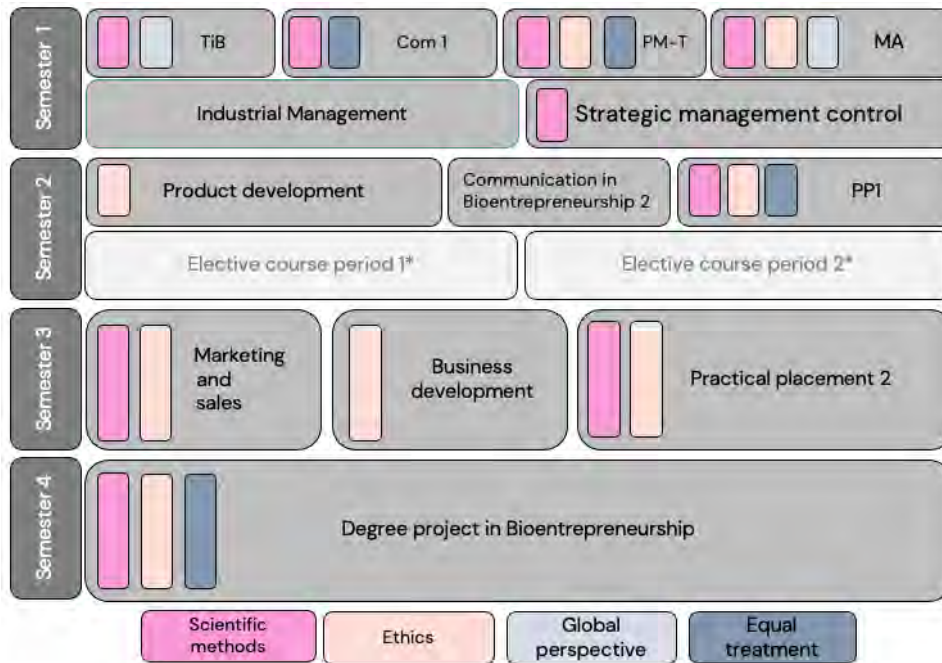 Semester 1
TiB
Com 1
PM-T
MA
Industrial Management
Strategic management control
Semester 2
Product development
Communication in
Bioentrepreneurship 2
PP1
Elective course period 1*
Elective course period 2*
Semester 3
Marketing
and
sales
Business
development
Practical placement 2
Semester 4
Degree project in Bioentrepreneurship
Scientific
methods
Ethics
Global
perspective
Equal
treatment